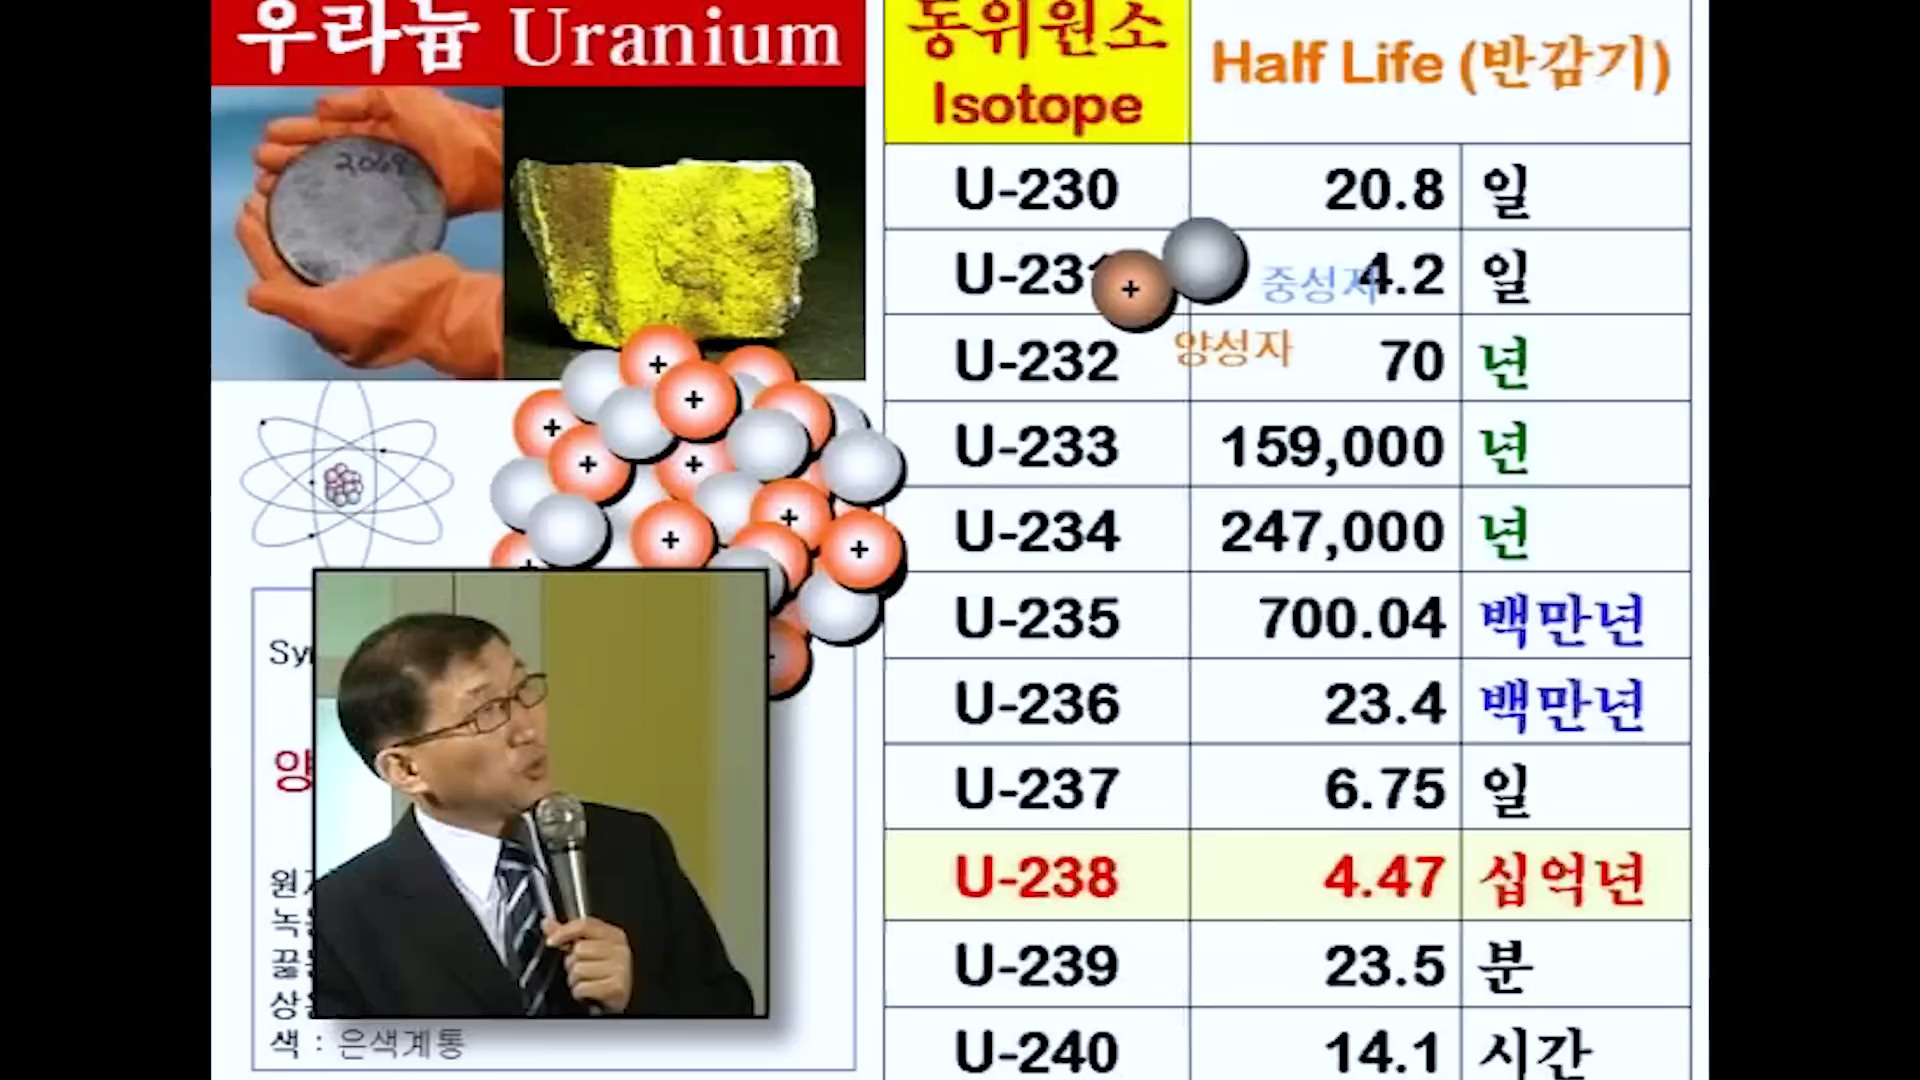 우라늄 Uranium
2069
동위원소
Isotope
Half Life (반감기)
U-230 20.8 일
U-231 4.2 일
중성자
양성자
U-232 70 년
U-233 159,000 년
U-234 247,000 년
U-235 700.04 백만년
U-236 23.4 백만년
U-237 6.75 일
U-238 4.47 십억년
U-239 23.5 분
U-240 14.1 시간
색 : 은색계통